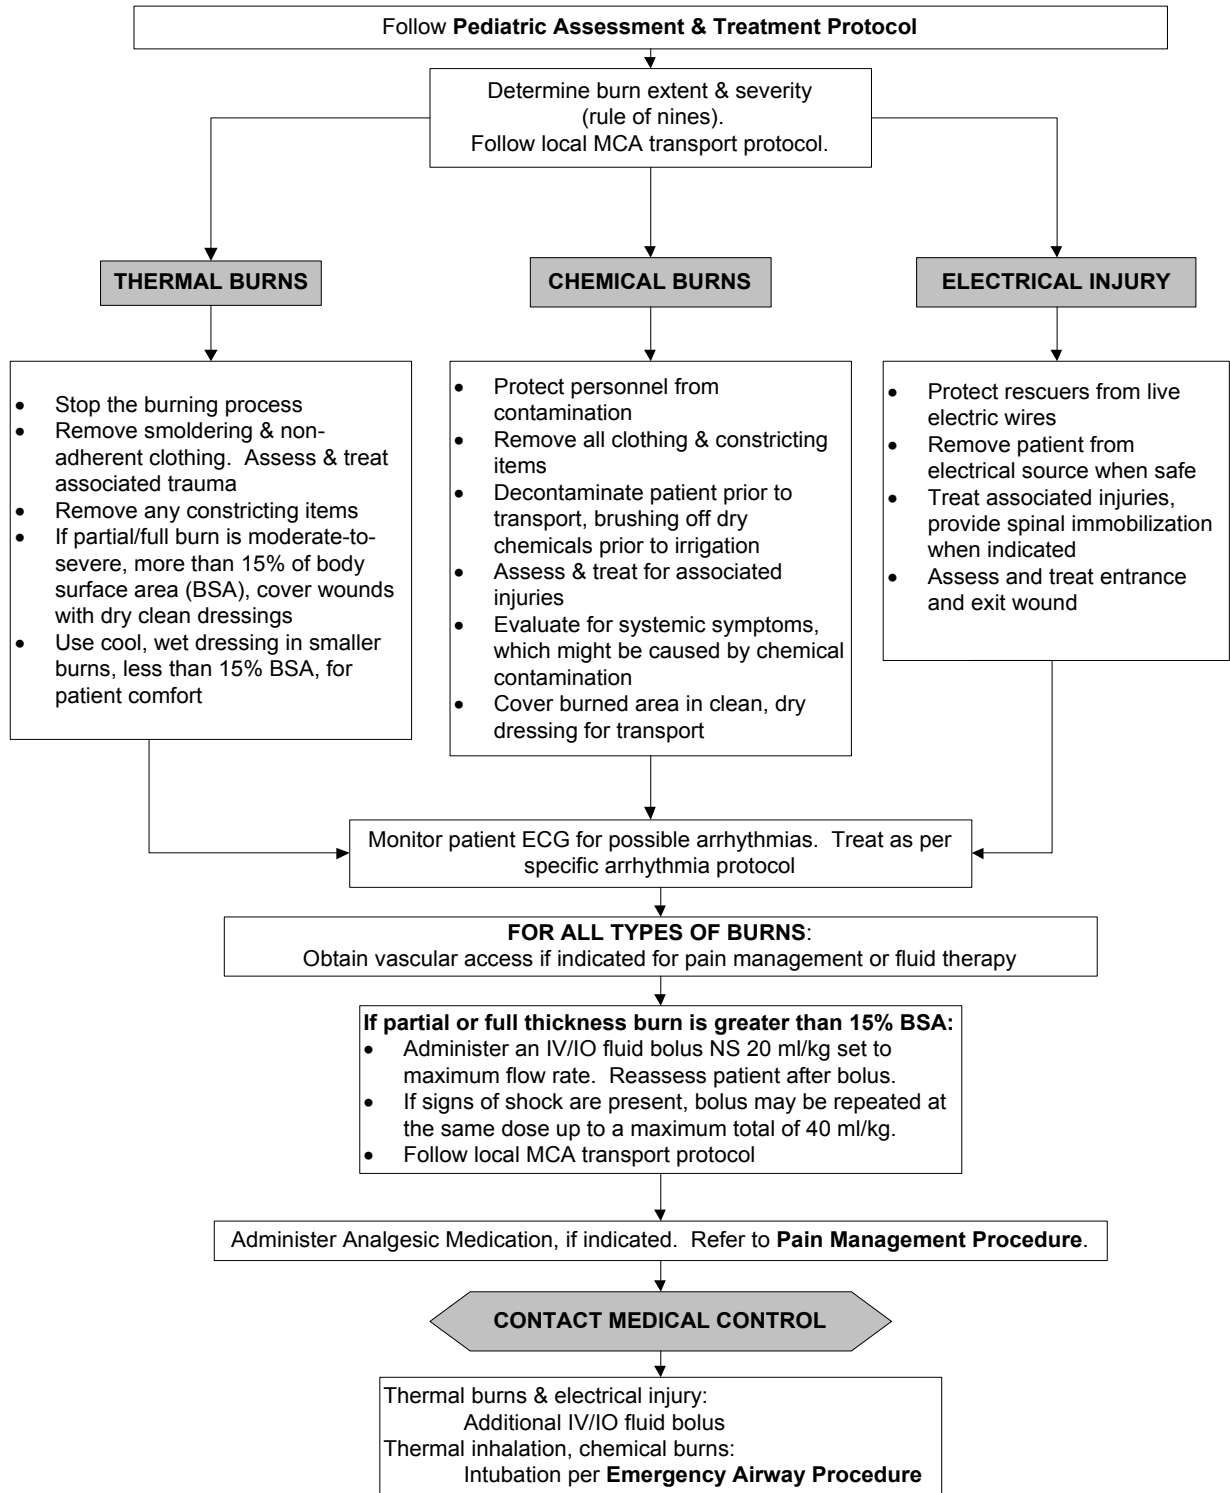 Follow Pediatric Assessment & Treatment Protocol
Determine burn extent & severity
(rule of nines).
Follow local MCA transport protocol.
THERMAL BURNS
• Stop the burning process
• Remove smoldering & non-
adherent clothing. Assess & treat
associated trauma
• Remove any constricting items
• If partial/full burn is moderate-to-
severe, more than 15% of body
surface area (BSA), cover wounds
with dry clean dressings
• Use cool, wet dressing in smaller
burns, less than 15% BSA, for
patient comfort
CHEMICAL BURNS
• Protect personnel from
contamination
• Remove all clothing & constricting
items
• Decontaminate patient prior to
transport, brushing off dry
chemicals prior to irrigation
• Assess & treat for associated
injuries
• Evaluate for systemic symptoms,
which might be caused by chemical
contamination
• Cover burned area in clean, dry
dressing for transport
ELECTRICAL INJURY
• Protect rescuers from live
electric wires
• Remove patient from
electrical source when safe
• Treat associated injuries,
provide spinal immobilization
when indicated
• Assess and treat entrance
and exit wound
Monitor patient ECG for possible arrhythmias. Treat as per
specific arrhythmia protocol
FOR ALL TYPES OF BURNS:
Obtain vascular access if indicated for pain management or fluid therapy
If partial or full thickness burn is greater than 15% BSA:
• Administer an IV/IO fluid bolus NS 20 ml/kg set to
maximum flow rate. Reassess patient after bolus.
• If signs of shock are present, bolus may be repeated at
the same dose up to a maximum total of 40 ml/kg.
• Follow local MCA transport protocol
Administer Analgesic Medication, if indicated. Refer to Pain Management Procedure.
CONTACT MEDICAL CONTROL
Thermal burns & electrical injury:
Additional IV/IO fluid bolus
Thermal inhalation, chemical burns:
Intubation per Emergency Airway Procedure